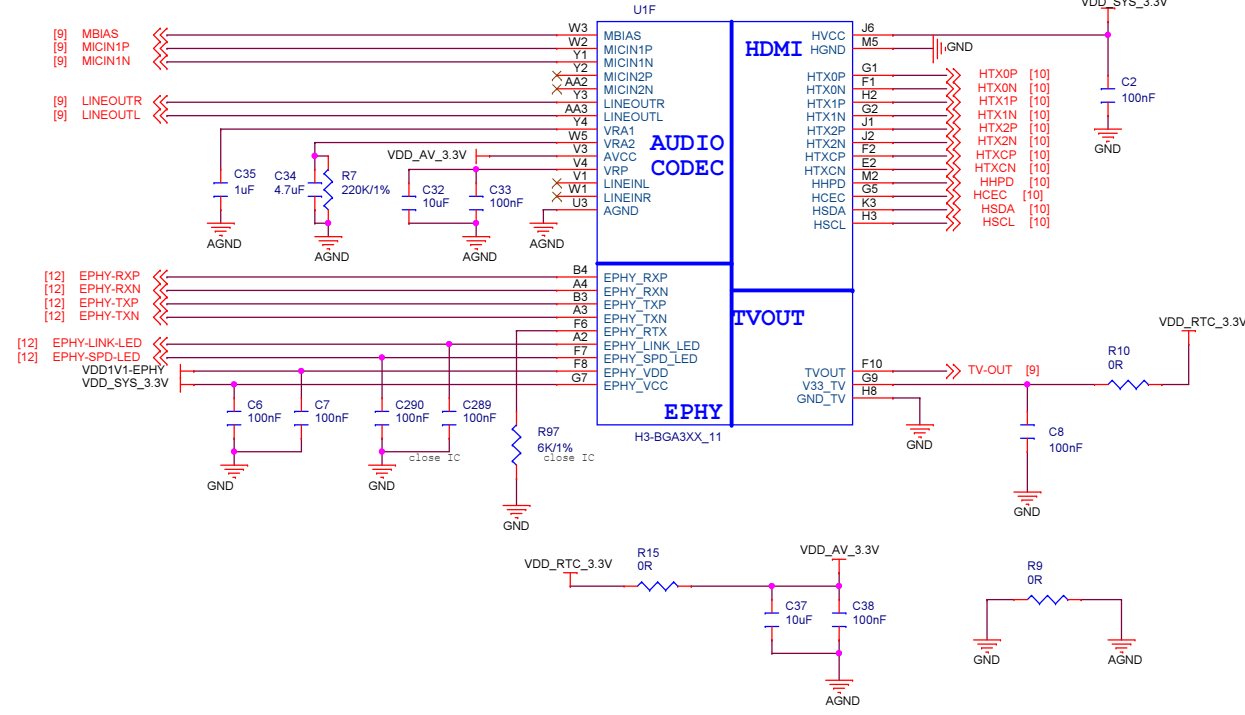 U1F
VDD_SYS_3.3V
[9] MBIAS
[9] MICIN1P
[9] MICIN1N
[9] LINEOUTR
[9] LINEOUTL
W3 MBIAS
W2 MICIN1P
Y1 MICIN1N
Y2 MICIN2P
AA2 MICIN2N
Y3 LINEOUTR
AA3 LINEOUTL
Y4 VRA1
W5 VRA2
V3 AVCC
V4 VRP
V1 LINEINL
W1 LINEINR
U3 AGND
AUDIO
CODEC
HDMI
HVCC J6
HGND M5
GND
HTX0P G1 HTX0P [10]
HTX0N F1 HTX0N [10]
HTX1P H2 HTX1P [10]
HTX1N G2 HTX1N [10]
HTX2P J1 HTX2P [10]
HTX2N J2 HTX2N [10]
HTXCP F2 HTXCP [10]
HTXCN E2 HTXCN [10]
HHPD M2 HHPD [10]
HCEC G5 HCEC [10]
HSDA K3 HSDA [10]
HSCL H3 HSCL [10]
C2
100nF
GND
VDD_AV_3.3V
C35
1uF
C34
4.7uF
R7
220K/1%
C32
10uF
C33
100nF
AGND
AGND
AGND
AGND
[12] EPHY-RXP
[12] EPHY-RXN
[12] EPHY-TXP
[12] EPHY-TXN
[12] EPHY-LINK-LED
[12] EPHY-SPD-LED
VDD1V1-EPHY
VDD_SYS_3.3V
B4 EPHY_RXP
A4 EPHY_RXN
B3 EPHY_TXP
A3 EPHY_TXN
F6 EPHY_RTX
A2 EPHY_LINK_LED
F7 EPHY_SPD_LED
F8 EPHY_VDD
G7 EPHY_VCC
EPHY
H3-BGA3XX_11
TVOUT
TVOUT F10 TV-OUT [9]
V33_TV G9
GND_TV H8
GND
VDD_RTC_3.3V
R10
0R
C8
100nF
GND
C6
100nF
C7
100nF
C290
100nF
C289
100nF
close IC
R97
6K/1%
close IC
GND
GND
GND
VDD_RTC_3.3V
R15
0R
VDD_AV_3.3V
C37
10uF
C38
100nF
AGND
R9
0R
GND
AGND